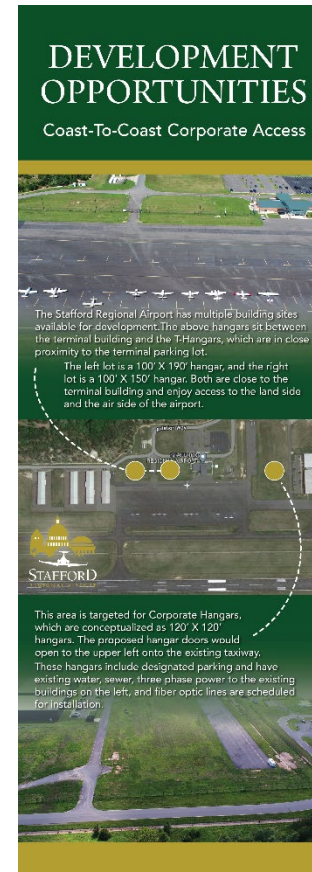 DEVELOPMENT
OPPORTUNITIES
Coast-To-Coast Corporate Access
The Stafford Regional Airport has multiple building sites
available for development.The above hangars sit between
the terminal building and the T-Hangars, which are in close
proximity to the terminal parking lot.
The left lot is a 100' X 190' hangar, and the right
lot is a 100' X 150' hangar. Both are close to the
terminal building and enjoy access to the land side
and the air side of the airport.
STAFFORD
This area is targeted for Corporate Hangars,
which are conceptualized as 120' X 120'
hangars. The proposed hangar doors would
open to the upper left onto the existing taxiway.
These hangars include designated parking and have
existing water, sewer, three phase power to the existing
buildings on the left, and fiber optic lines are scheduled
for installation.